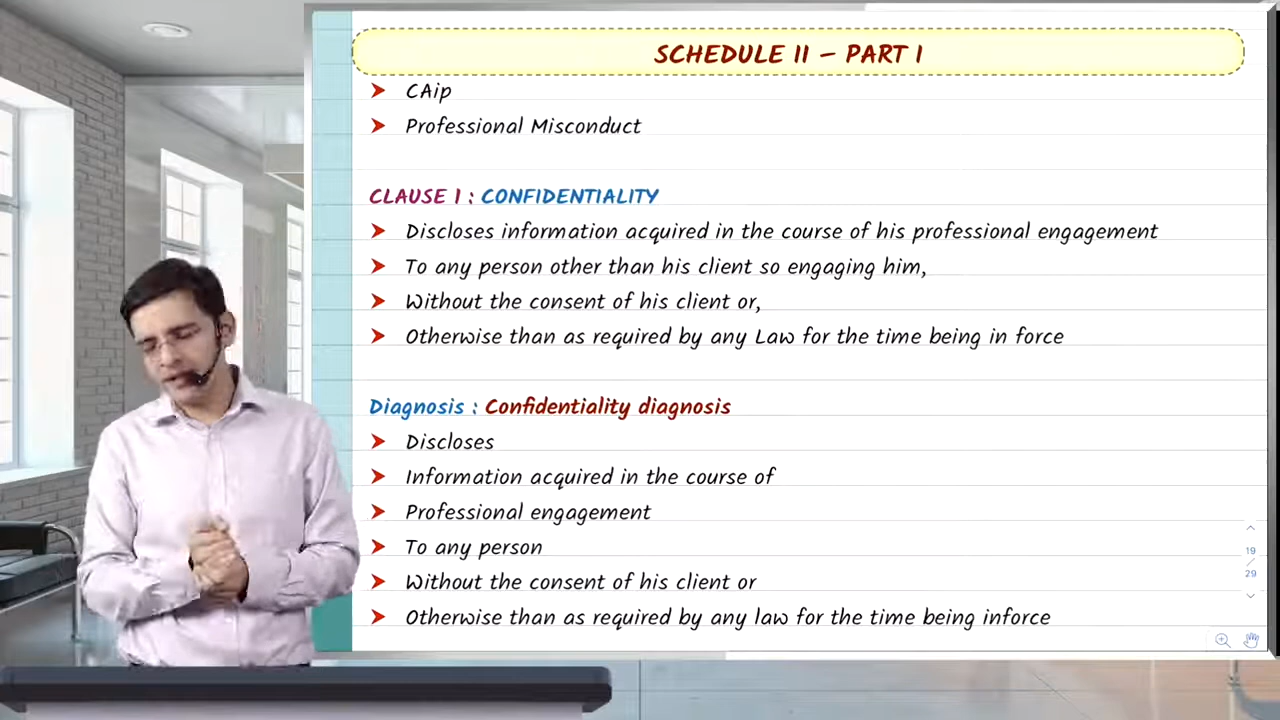 SCHEDULE II – PART I
➤ CAip
➤ Professional Misconduct
CLAUSE 1 : CONFIDENTIALITY
➤ Discloses information acquired in the course of his professional engagement
➤ To any person other than his client so engaging him,
➤ Without the consent of his client or,
➤ Otherwise than as required by any Law for the time being in force
Diagnosis : Confidentiality diagnosis
➤ Discloses
➤ Information acquired in the course of
➤ Professional engagement
➤ To any person
➤ Without the consent of his client or
➤ Otherwise than as required by any law for the time being inforce
19
/
29